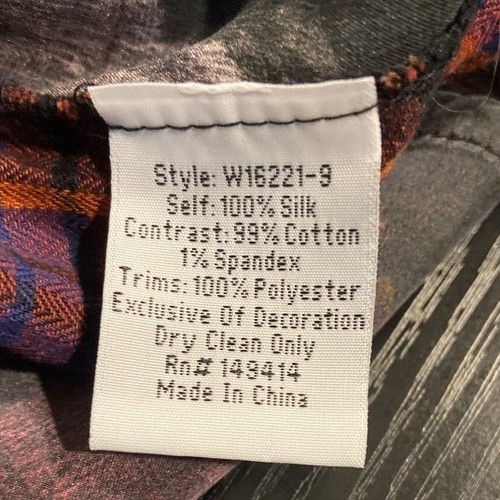 Style: W16221-9
Self: 100% Silk
Contrast: 99% Cotton
1% Spandex
Trims: 100% Polyester
Exclusive Of Decoration
Dry Clean Only
Rn# 149414
Made In China